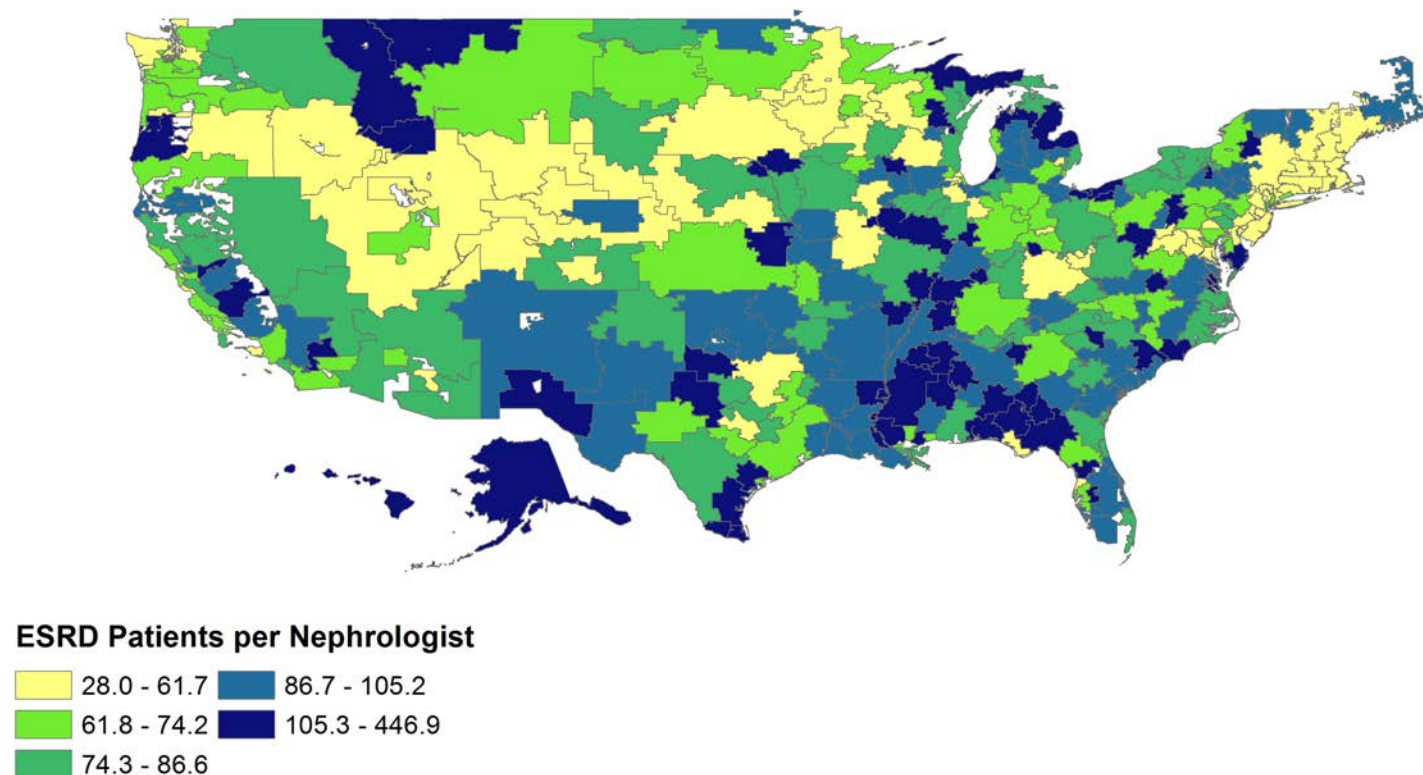 ESRD Patients per Nephrologist
28.0 - 61.7 86.7 - 105.2
61.8 - 74.2 105.3 - 446.9
74.3 - 86.6